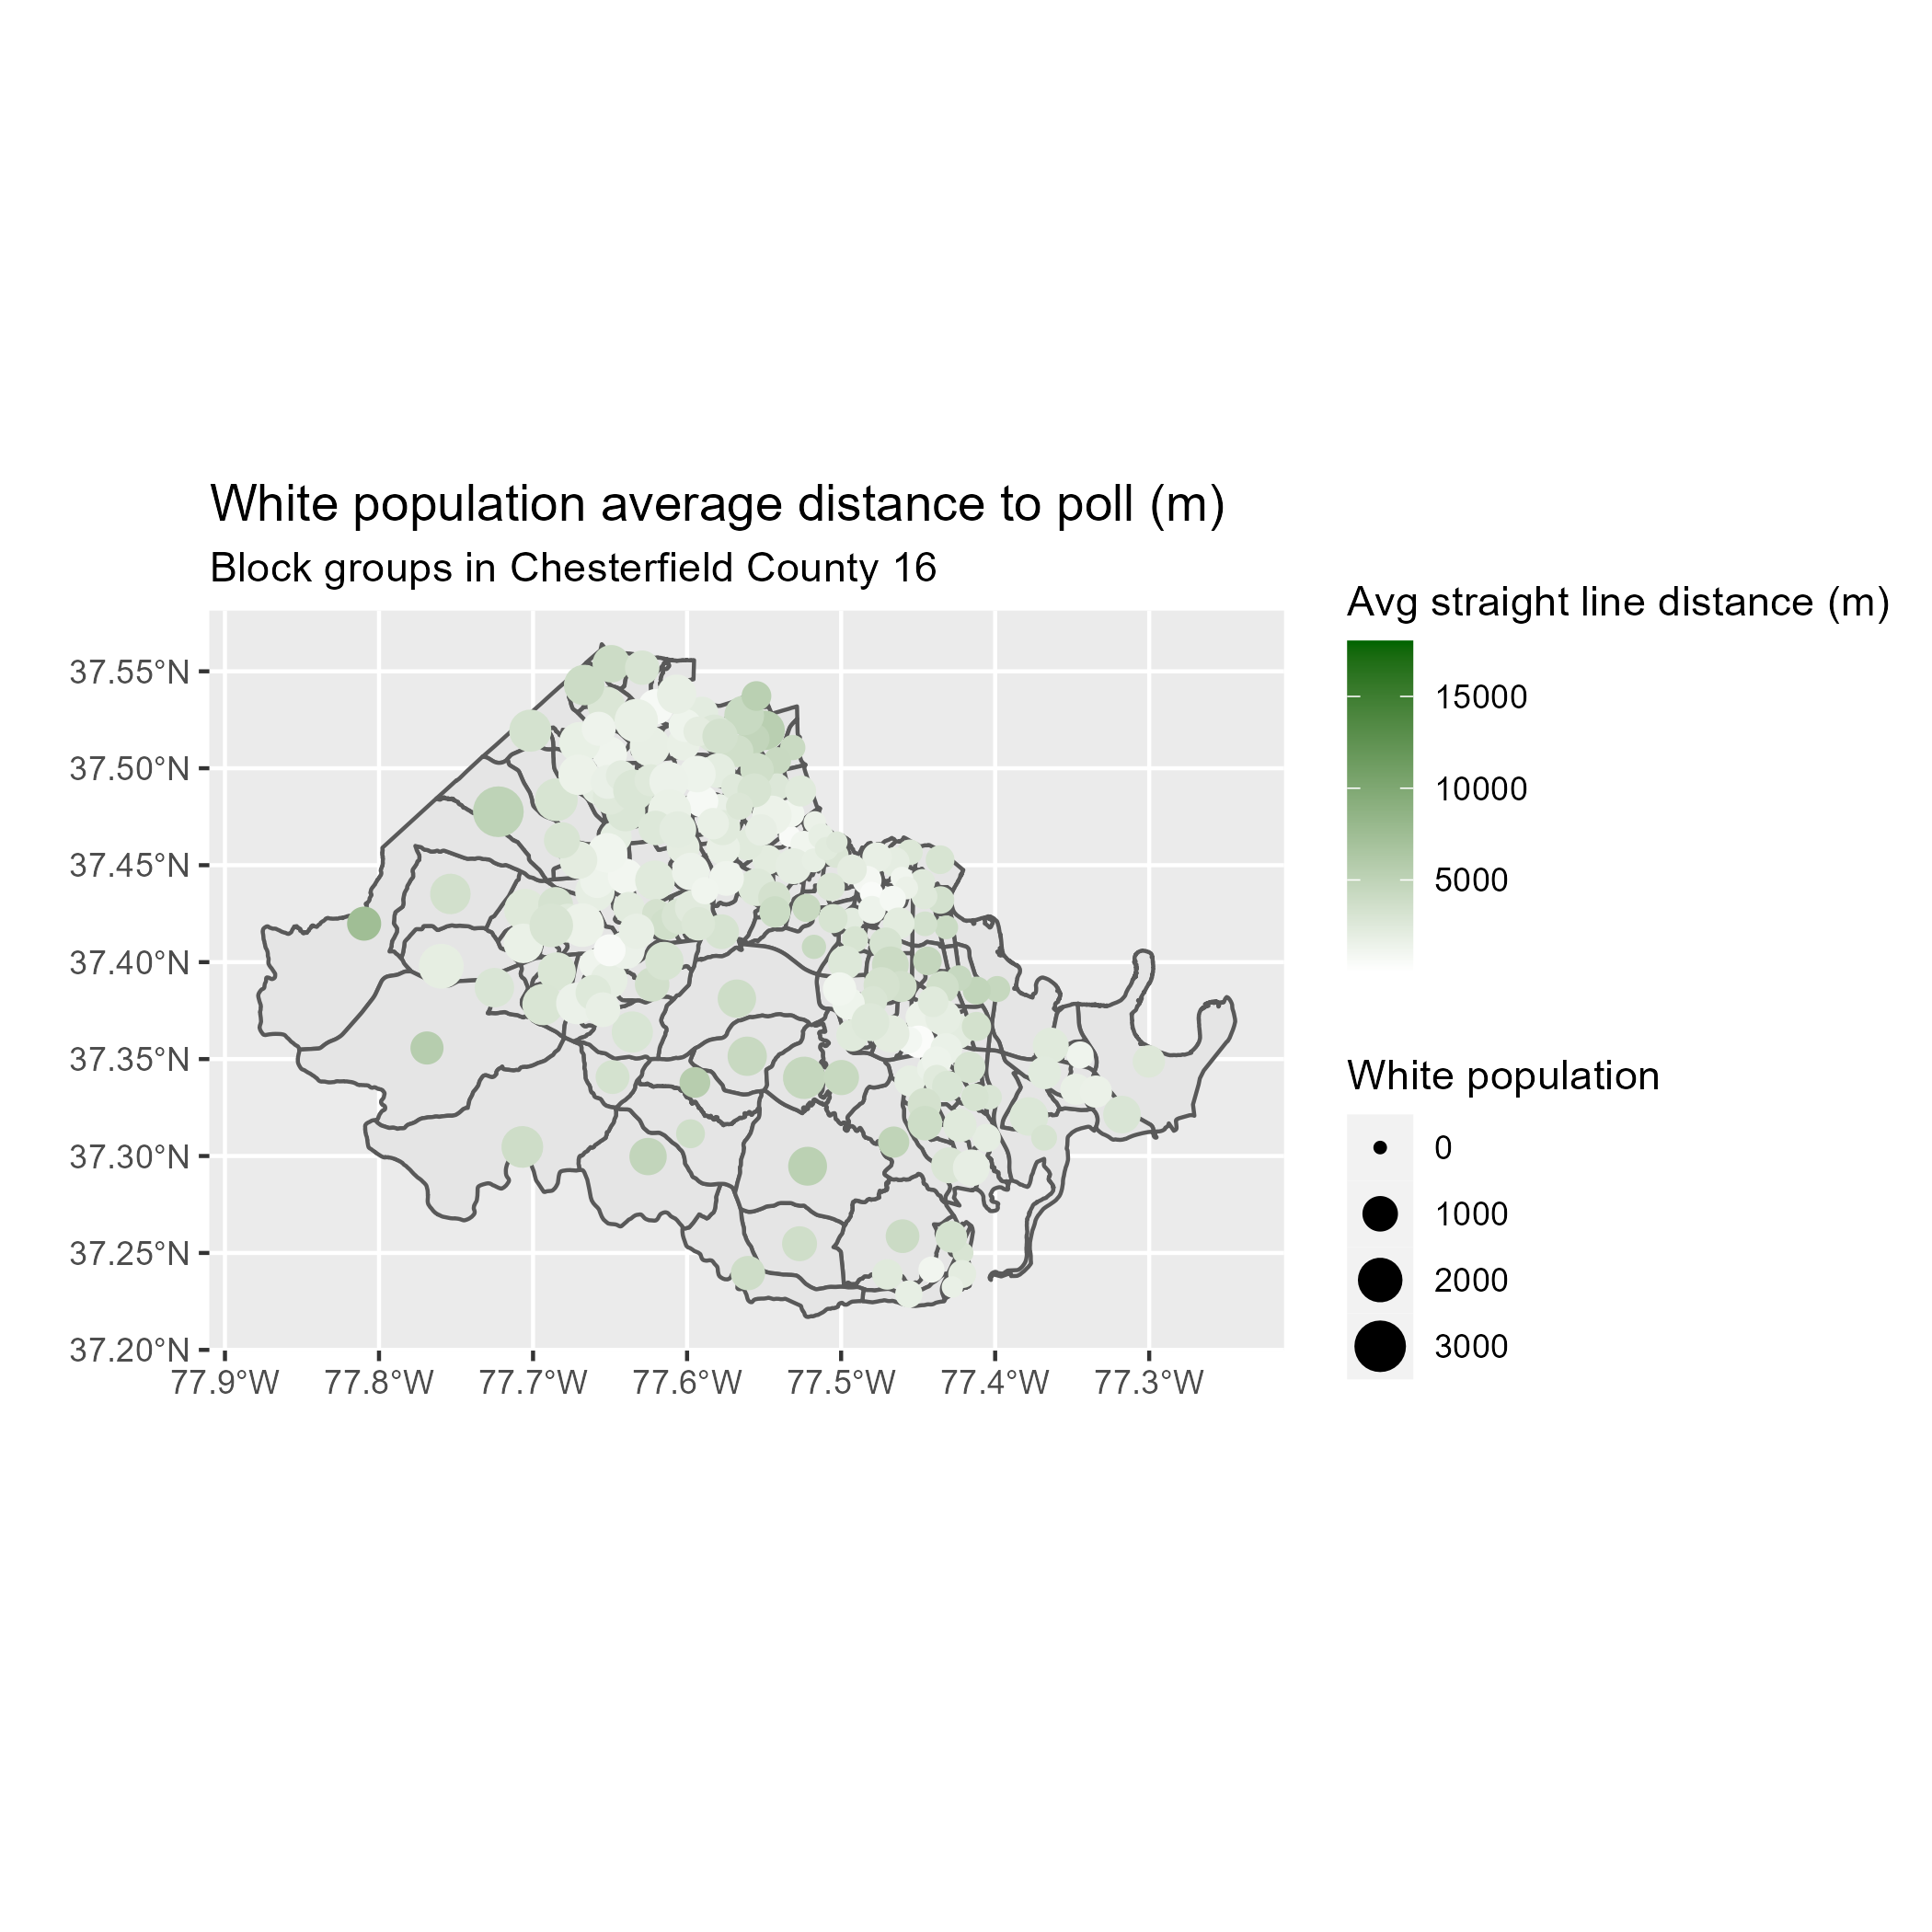 White population average distance to poll (m)
Block groups in Chesterfield County 16
37.55°N
37.50°N
37.45°N
37.40°N
37.35°N
37.30°N
37.25°N
37.20°N
77.9°W 77.8°W 77.7°W 77.6°W 77.5°W 77.4°W 77.3°W
Avg straight line distance (m)
15000
10000
5000
White population
0
1000
2000
3000